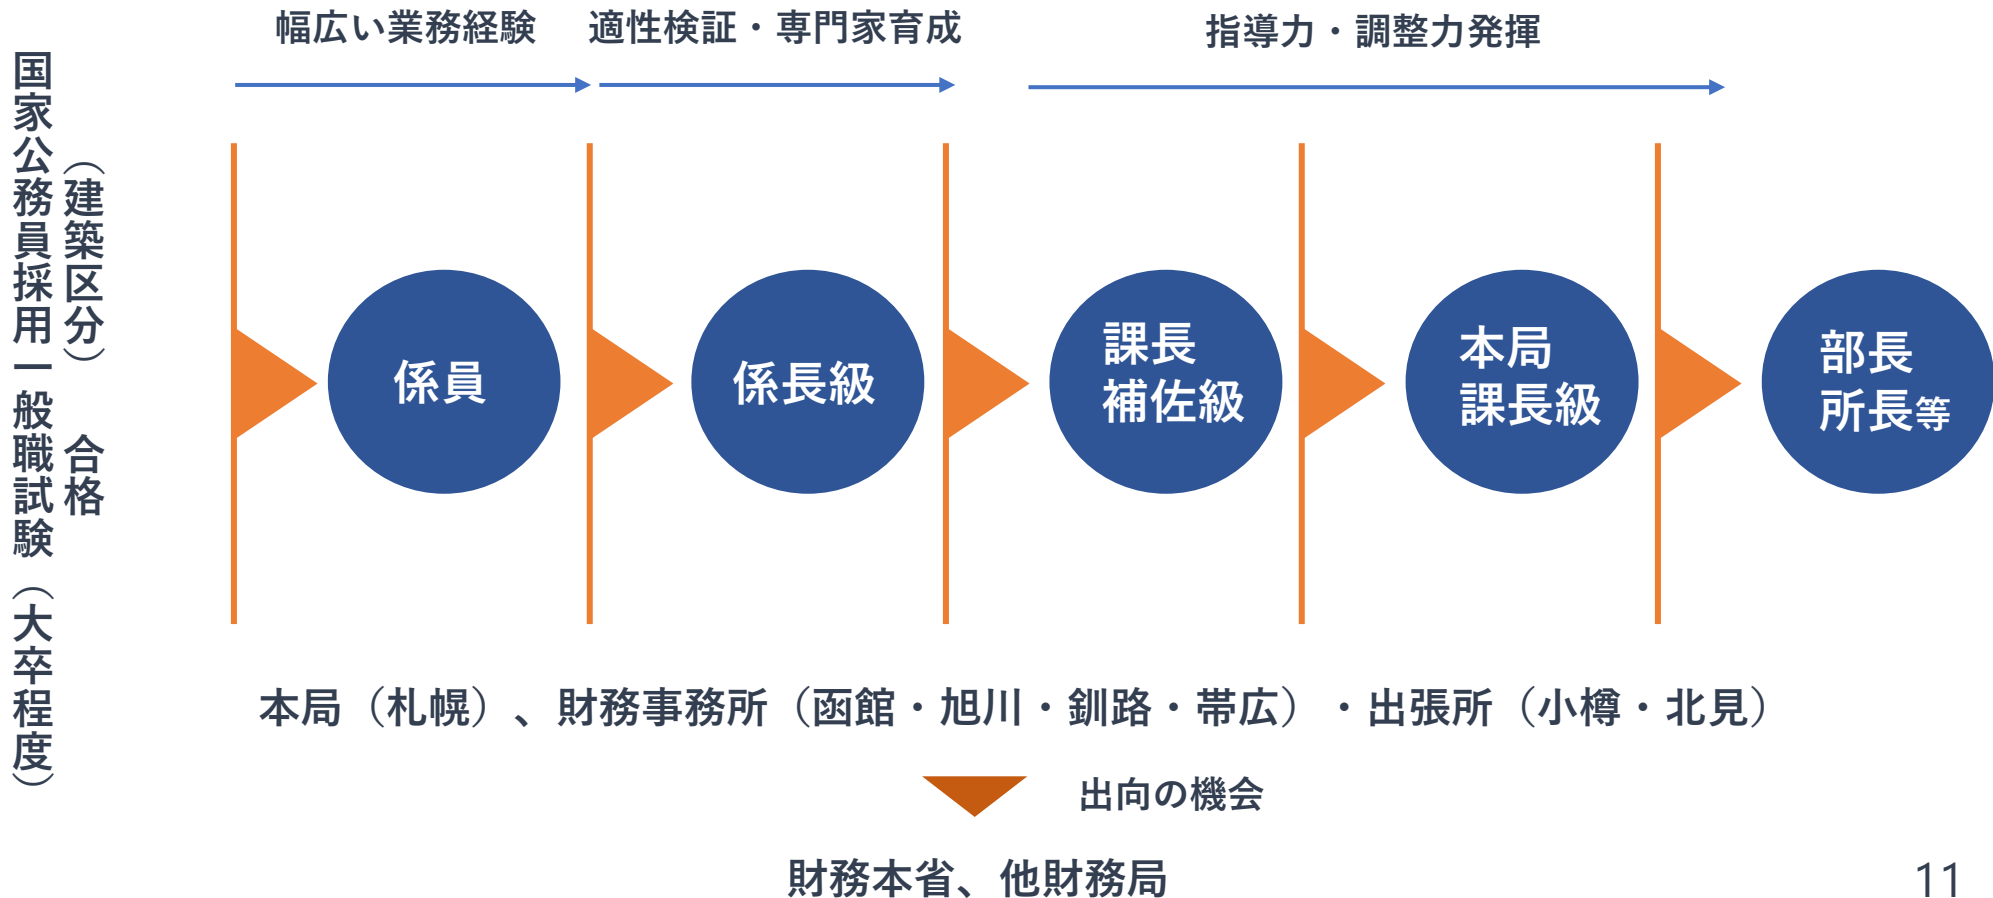 国家公務員採用一般職試験（大卒程度）
（建築区分）　合格
幅広い業務経験
適性検証・専門家育成
指導力・調整力発揮
係員
係長級
課長
補佐級
本局
課長級
部長
所長等
本局（札幌）、財務事務所（函館・旭川・釧路・帯広）・出張所（小樽・北見）
出向の機会
財務本省、他財務局
11